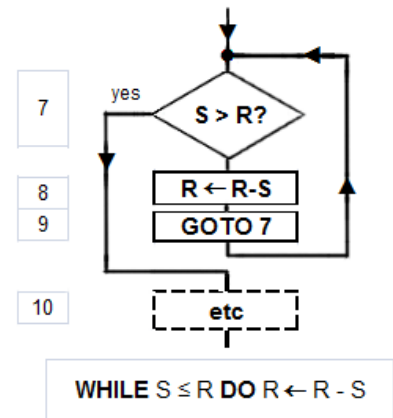 yes
7
S > R?
8
R ← R-S
9
GOTO 7
10
etc
WHILE S ≤ R DO R ← R - S